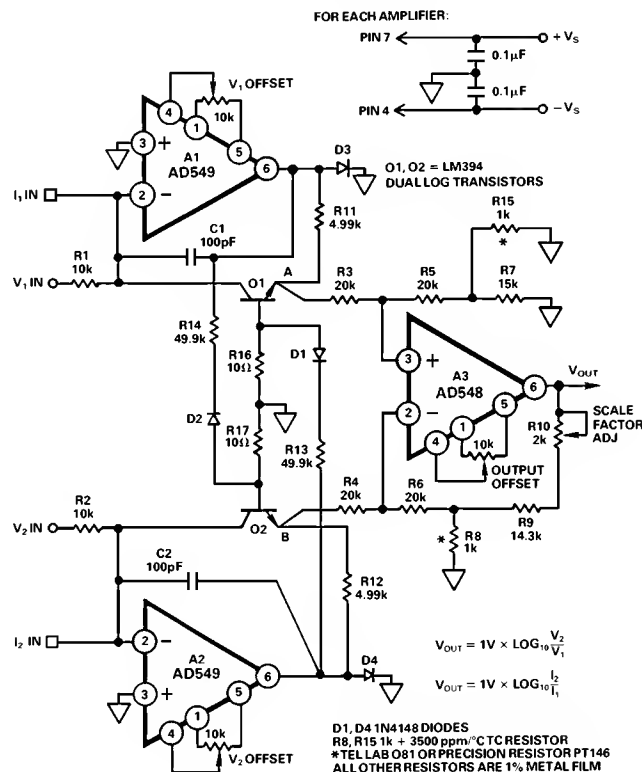 FOR EACH AMPLIFIER:
PIN 7
+VS
0.1μF
0.1μF
PIN 4
−VS
V1 OFFSET
10k
4
1
5
3
+
A1
AD549
6
2
−
D3
O1, O2 = LM394
DUAL LOG TRANSISTORS
I1 IN
C1
100pF
R11
4.99k
R15
1k
*
R1
10k
V1 IN
O1
A
R3
20k
R5
20k
R7
15k
R14
49.9k
R16
10Ω
D1
3
+
A3
AD548
6
VOUT
2
−
5
1
4
10k
OUTPUT
OFFSET
R10
2k
SCALE
FACTOR
ADJ
D2
R17
10Ω
R13
49.9k
R2
10k
V2 IN
O2
B
R4
20k
R6
20k
*
R8
1k
R9
14.3k
C2
100pF
R12
4.99k
I2 IN
2
−
A2
AD549
6
D4
3
+
5
1
4
10k
V2 OFFSET
VOUT = 1V × LOG10 V2/V1
VOUT = 1V × LOG10 I2/I1
D1, D4 1N4148 DIODES
R8, R15 1k + 3500 ppm/°C TC RESISTOR
*TEL LAB O81 OR PRECISION RESISTOR PT146
ALL OTHER RESISTORS ARE 1% METAL FILM